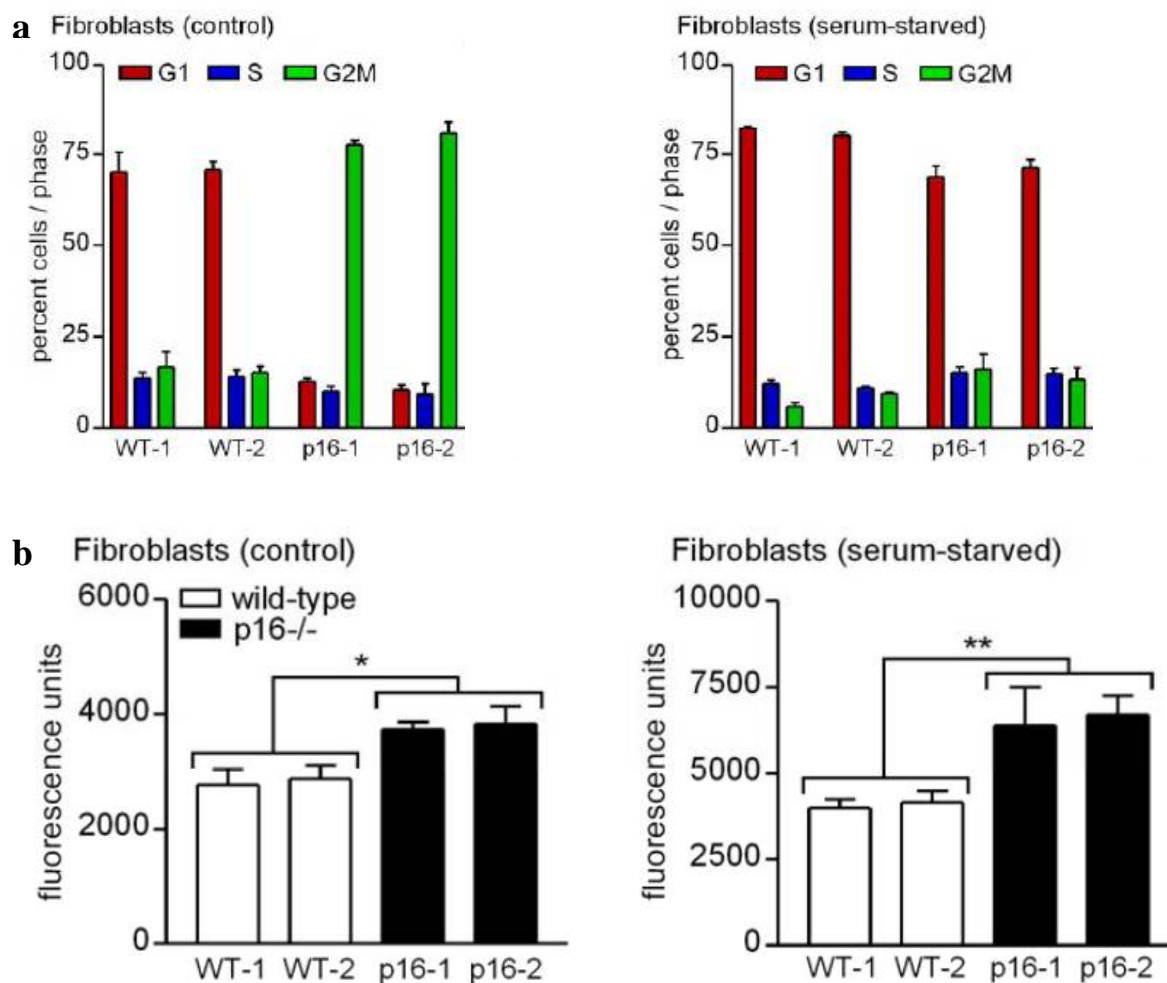 a
Fibroblasts (control)
100
75
50
25
0
percent cells / phase
G1 S G2M
WT-1 WT-2 p16-1 p16-2
Fibroblasts (serum-starved)
100
75
50
25
0
percent cells / phase
G1 S G2M
WT-1 WT-2 p16-1 p16-2
b
Fibroblasts (control)
6000
4000
2000
0
fluorescence units
wild-type
p16-/-
*
WT-1 WT-2 p16-1 p16-2
Fibroblasts (serum-starved)
10000
7500
5000
2500
0
fluorescence units
**
WT-1 WT-2 p16-1 p16-2